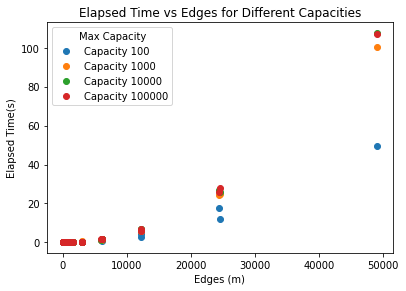 Elapsed Time vs Edges for Different Capacities
Max Capacity
Capacity 100
Capacity 1000
Capacity 10000
Capacity 100000
Elapsed Time(s)
100
80
60
40
20
0
0 10000 20000 30000 40000 50000
Edges (m)